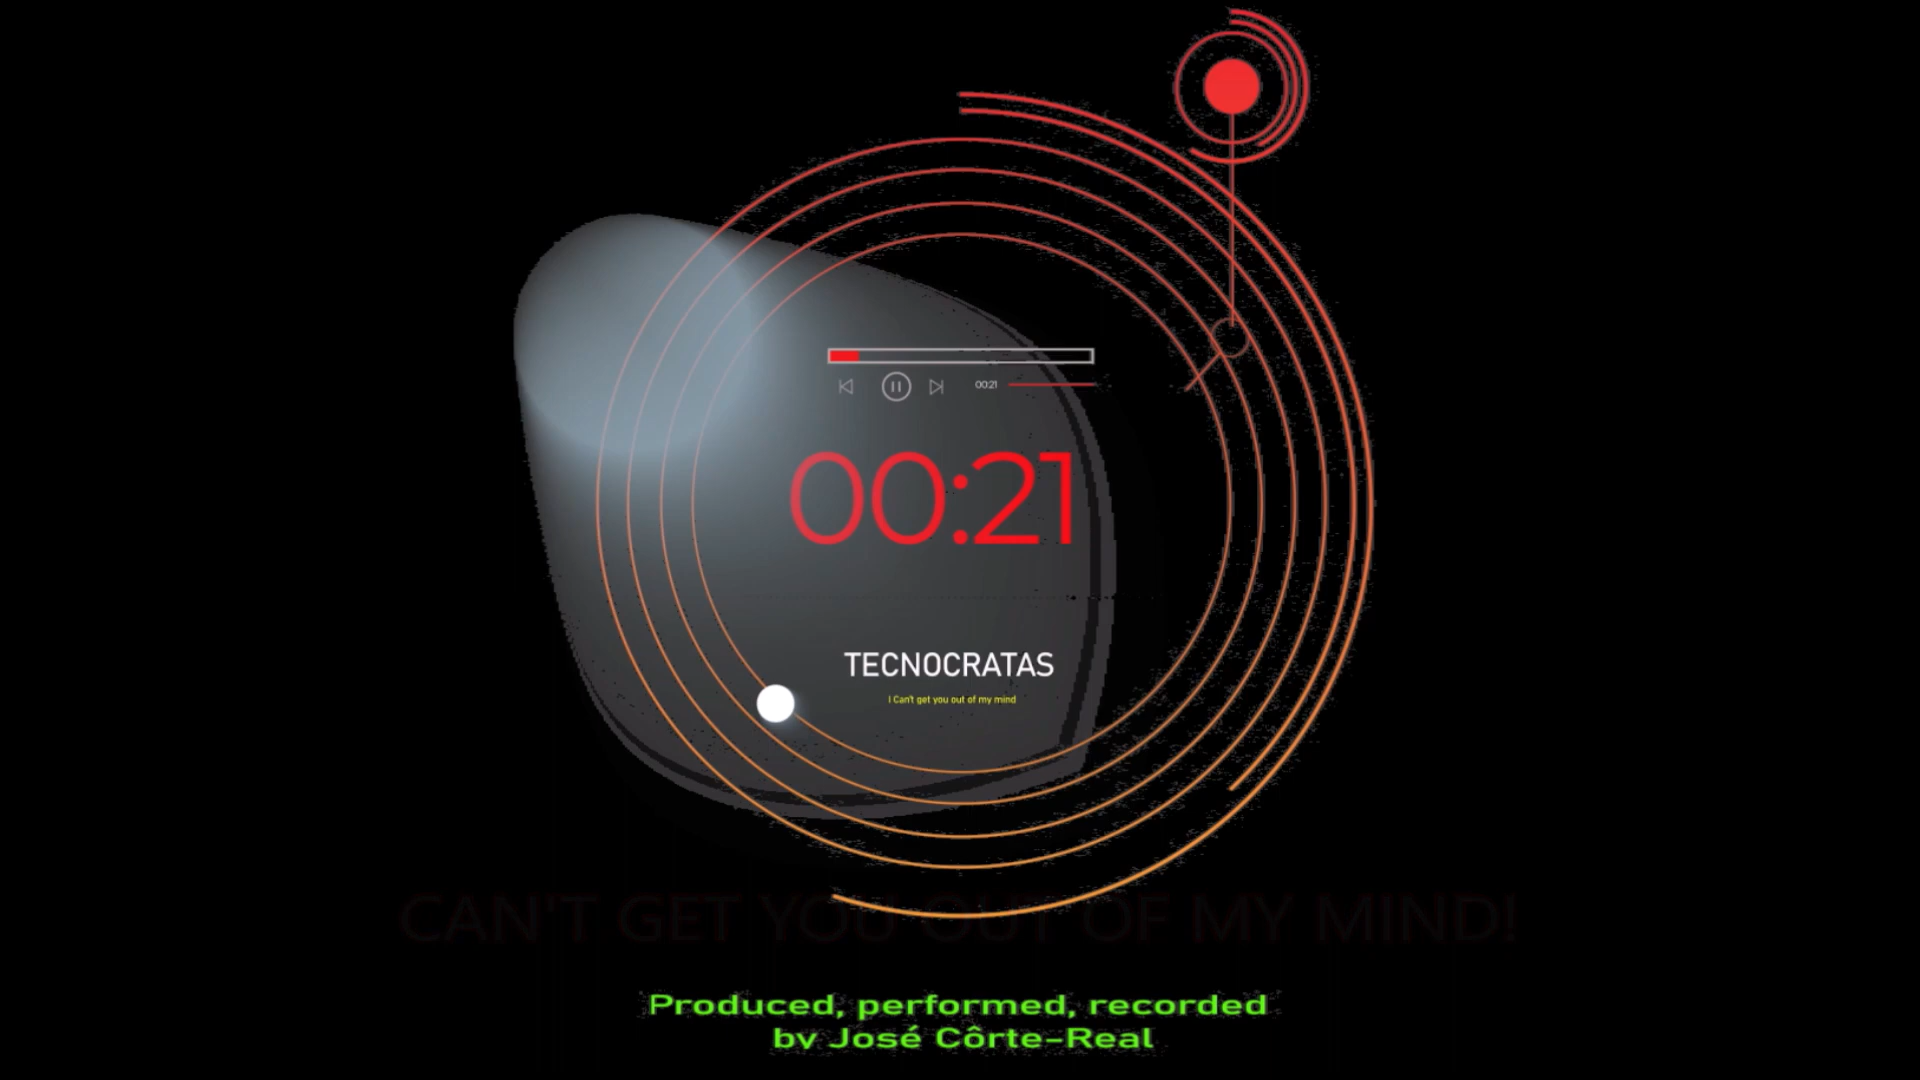 00:21
00:21
TECNOCRATAS
I Can't get you out of my mind
CAN'T GET YOU OUT OF MY MIND!
Produced, performed, recorded
by José Côrte-Real